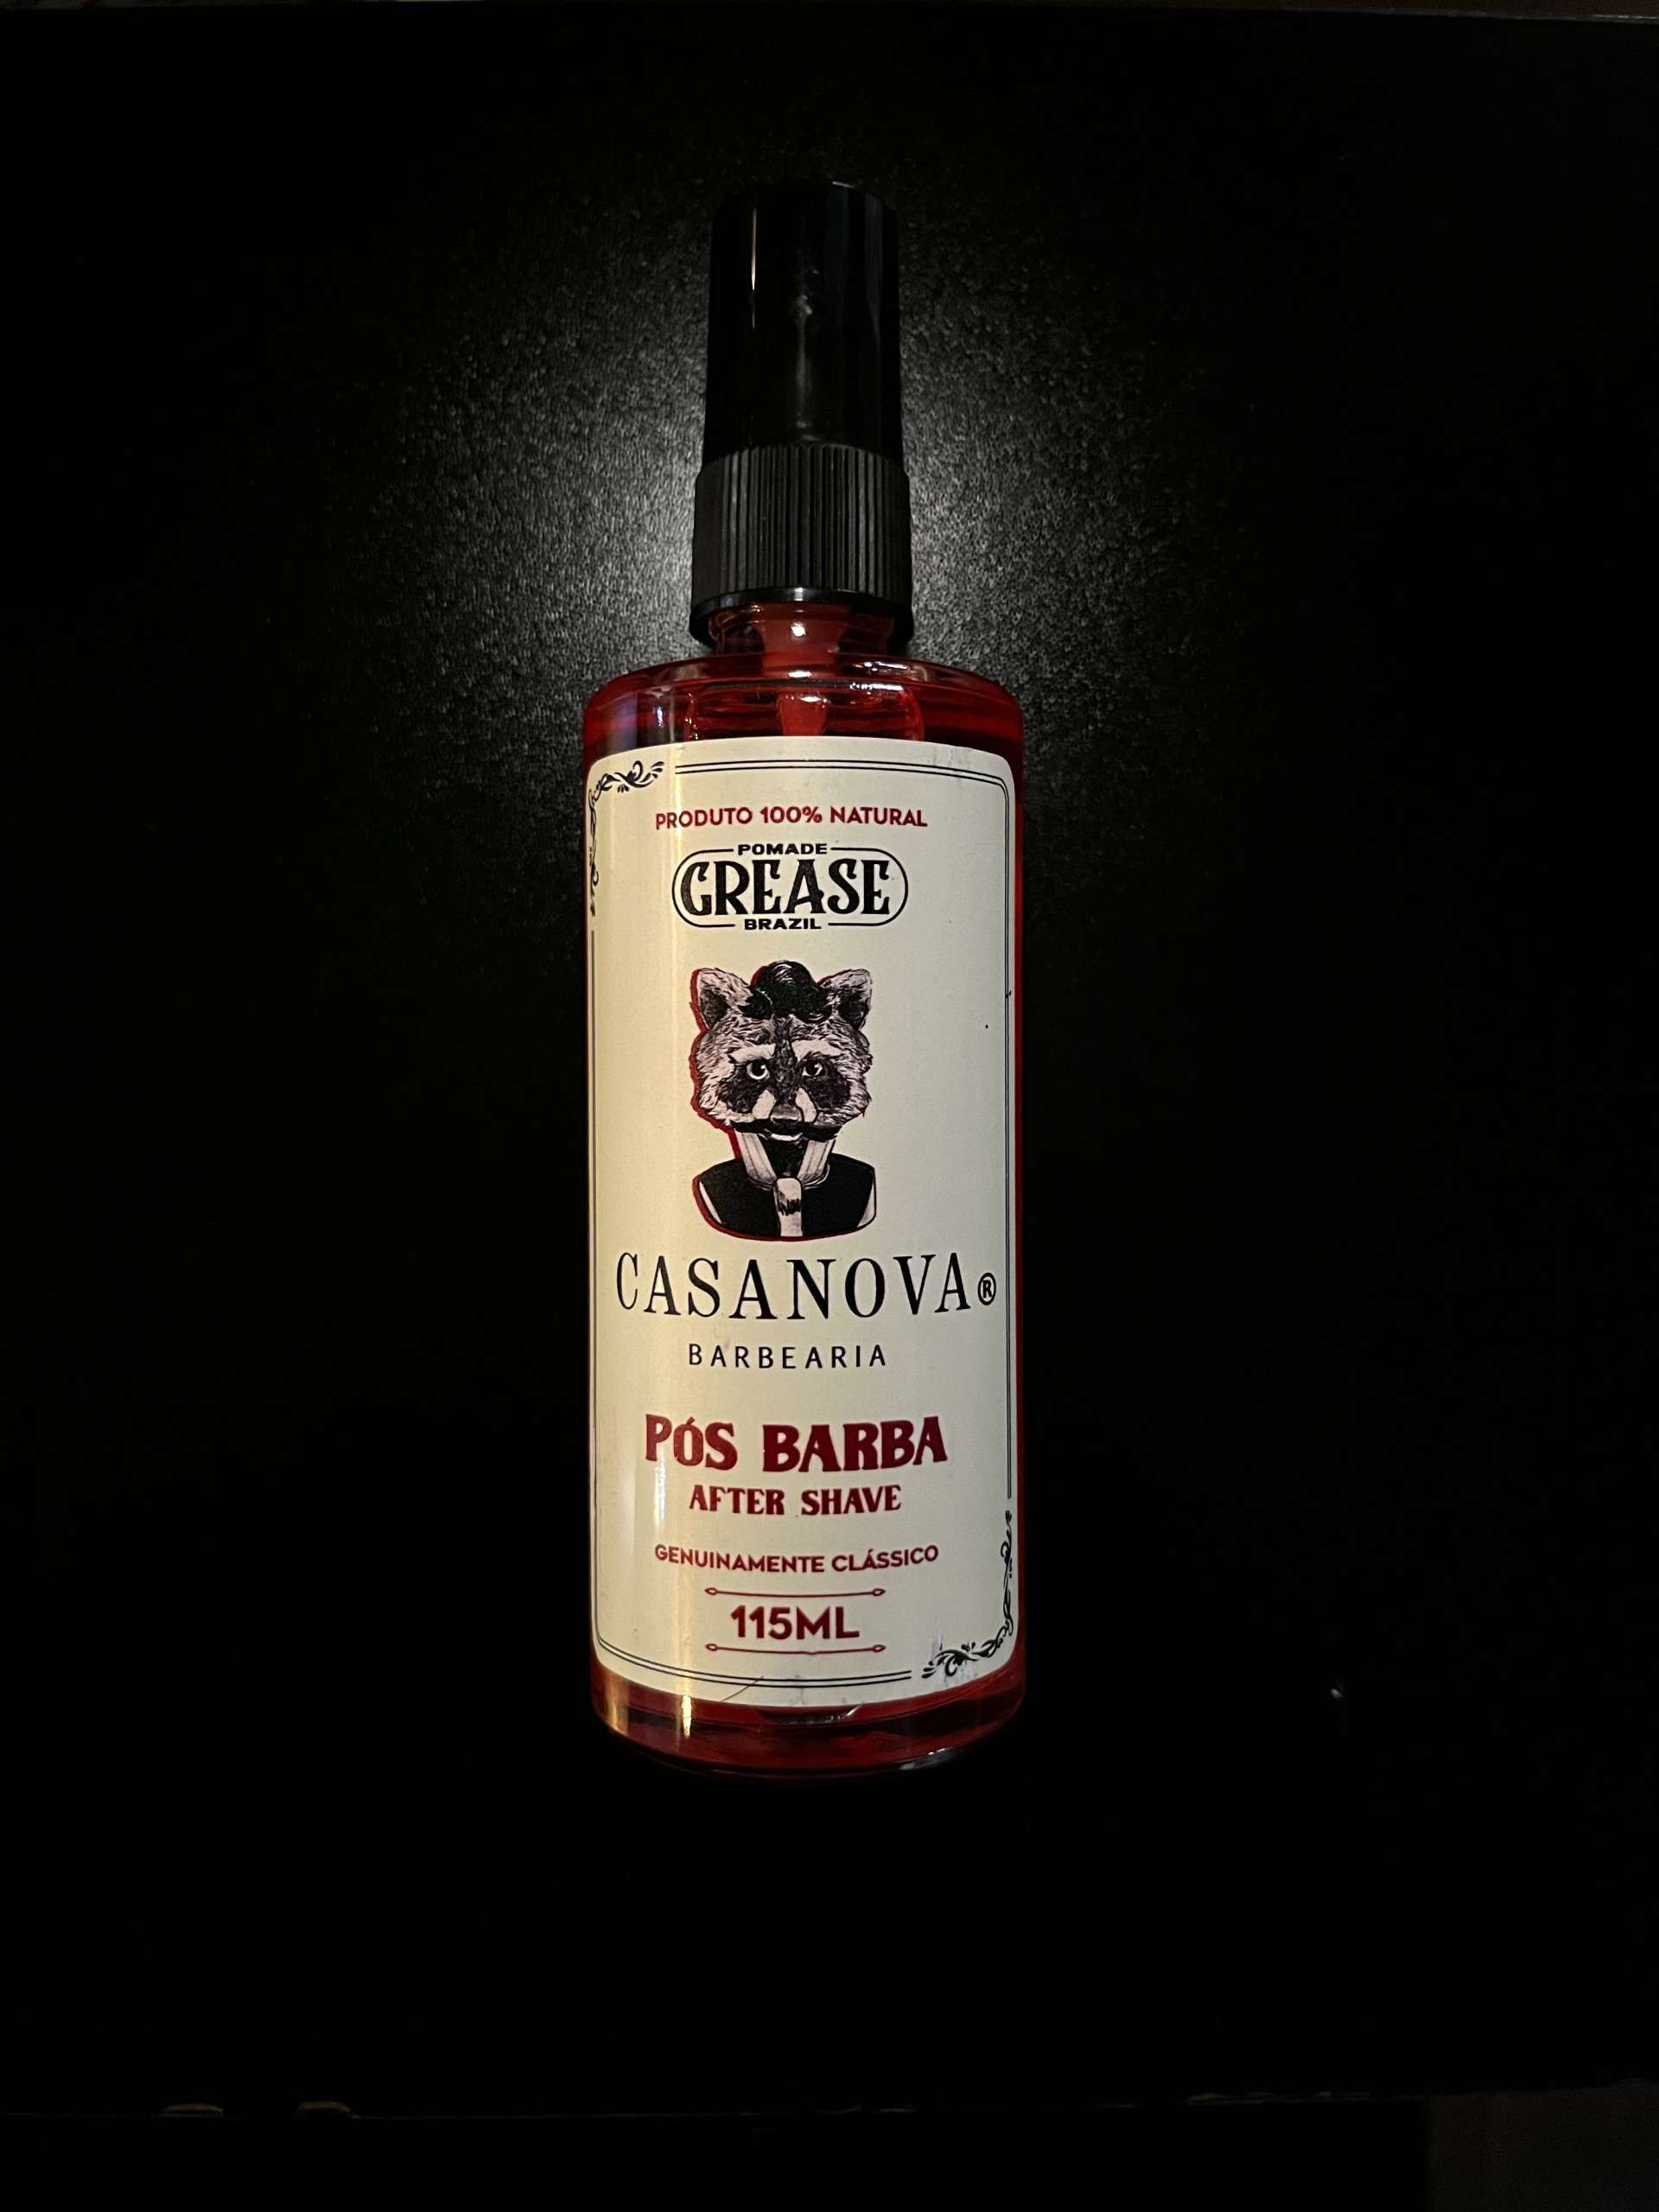 PRODUTO 100% NATURAL
POMADE
GREASE
BRAZIL
CASANOVA®
BARBEARIA
PÓS BARBA
AFTER SHAVE
GENUINAMENTE CLÁSSICO
115ML